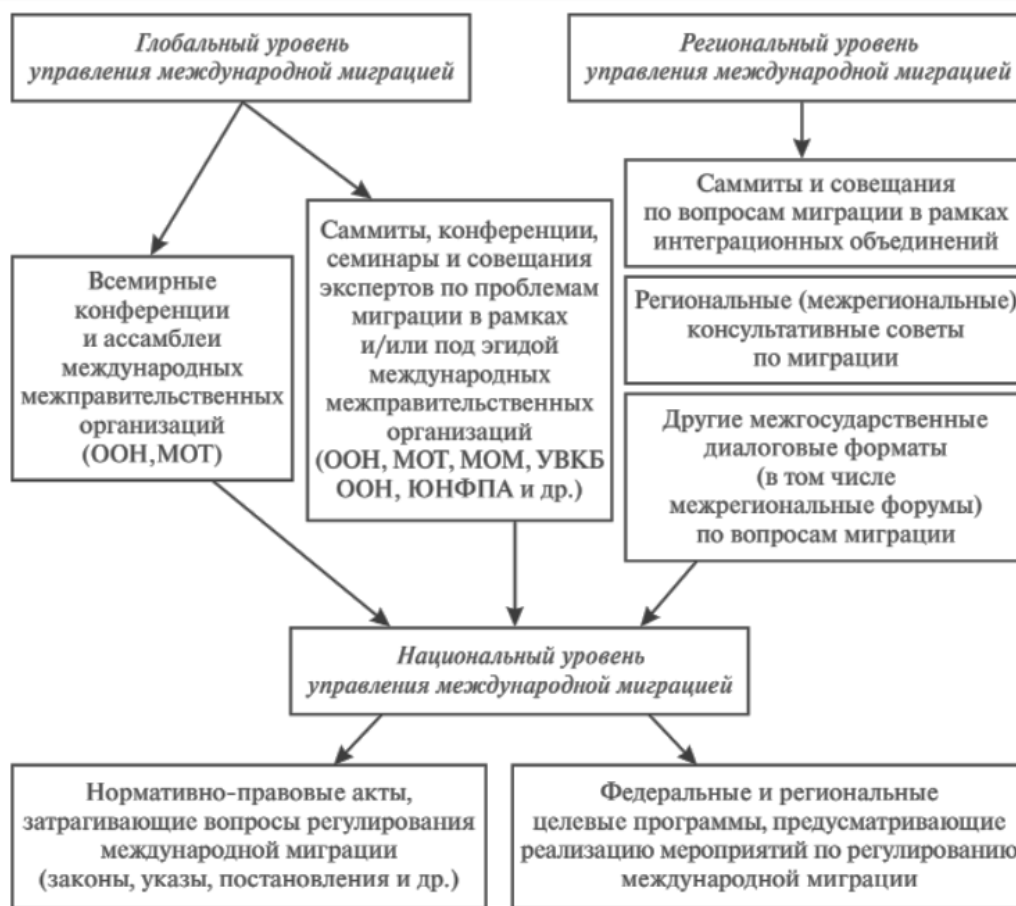 Глобальный уровень
управления международной миграцией
Региональный уровень
управления международной миграцией
Всемирные
конференции
и ассамблеи
международных
межправительственных
организаций
(ООН,МОТ)
Саммиты, конференции,
семинары и совещания
экспертов по проблемам
миграции в рамках
и/или под эгидой
международных
межправительственных
организаций
(ООН, МОТ, МОМ, УВКБ
ООН, ЮНФПА и др.)
Саммиты и совещания
по вопросам миграции в рамках
интеграционных объединений
Региональные (межрегиональные)
консультативные советы
по миграции
Другие межгосударственные
диалоговые форматы
(в том числе
межрегиональные форумы)
по вопросам миграции
Национальный уровень
управления международной миграцией
Нормативно-правовые акты,
затрагивающие вопросы регулирования
международной миграции
(законы, указы, постановления и др.)
Федеральные и региональные
целевые программы, предусматривающие
реализацию мероприятий по регулированию
международной миграции